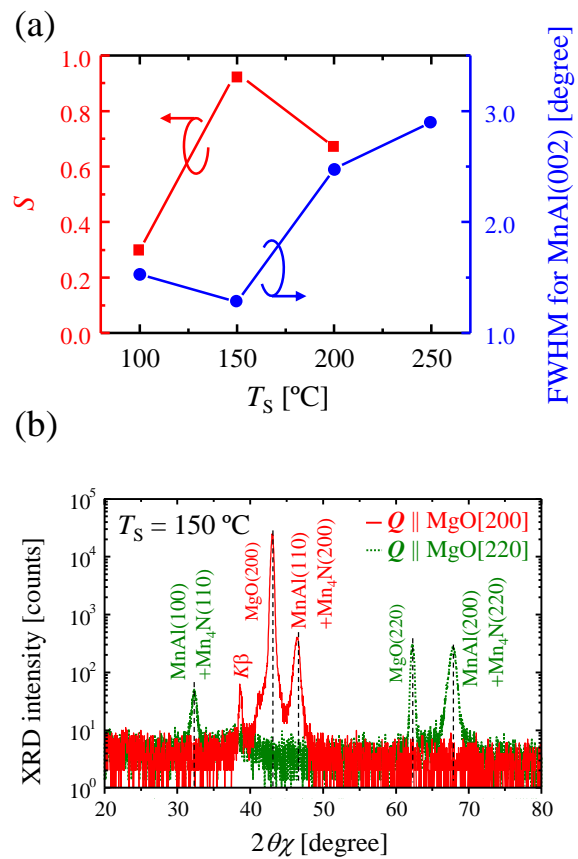 (a)
1.0
0.8
0.6
0.4
0.2
0.0
S
3.0
2.0
1.0
FWHM for MnAl(002) [degree]
100 150 200 250
T_S [ºC]
(b)
10^5
10^4
10^3
10^2
10^1
10^0
XRD intensity [counts]
T_S = 150 ºC
Q || MgO[200]
Q || MgO[220]
MnAl(100)
+Mn₄N(110)
Kβ
MgO(200)
MnAl(110)
+Mn₄N(200)
MgO(220)
MnAl(200)
+Mn₄N(220)
20 30 40 50 60 70 80
2θχ [degree]